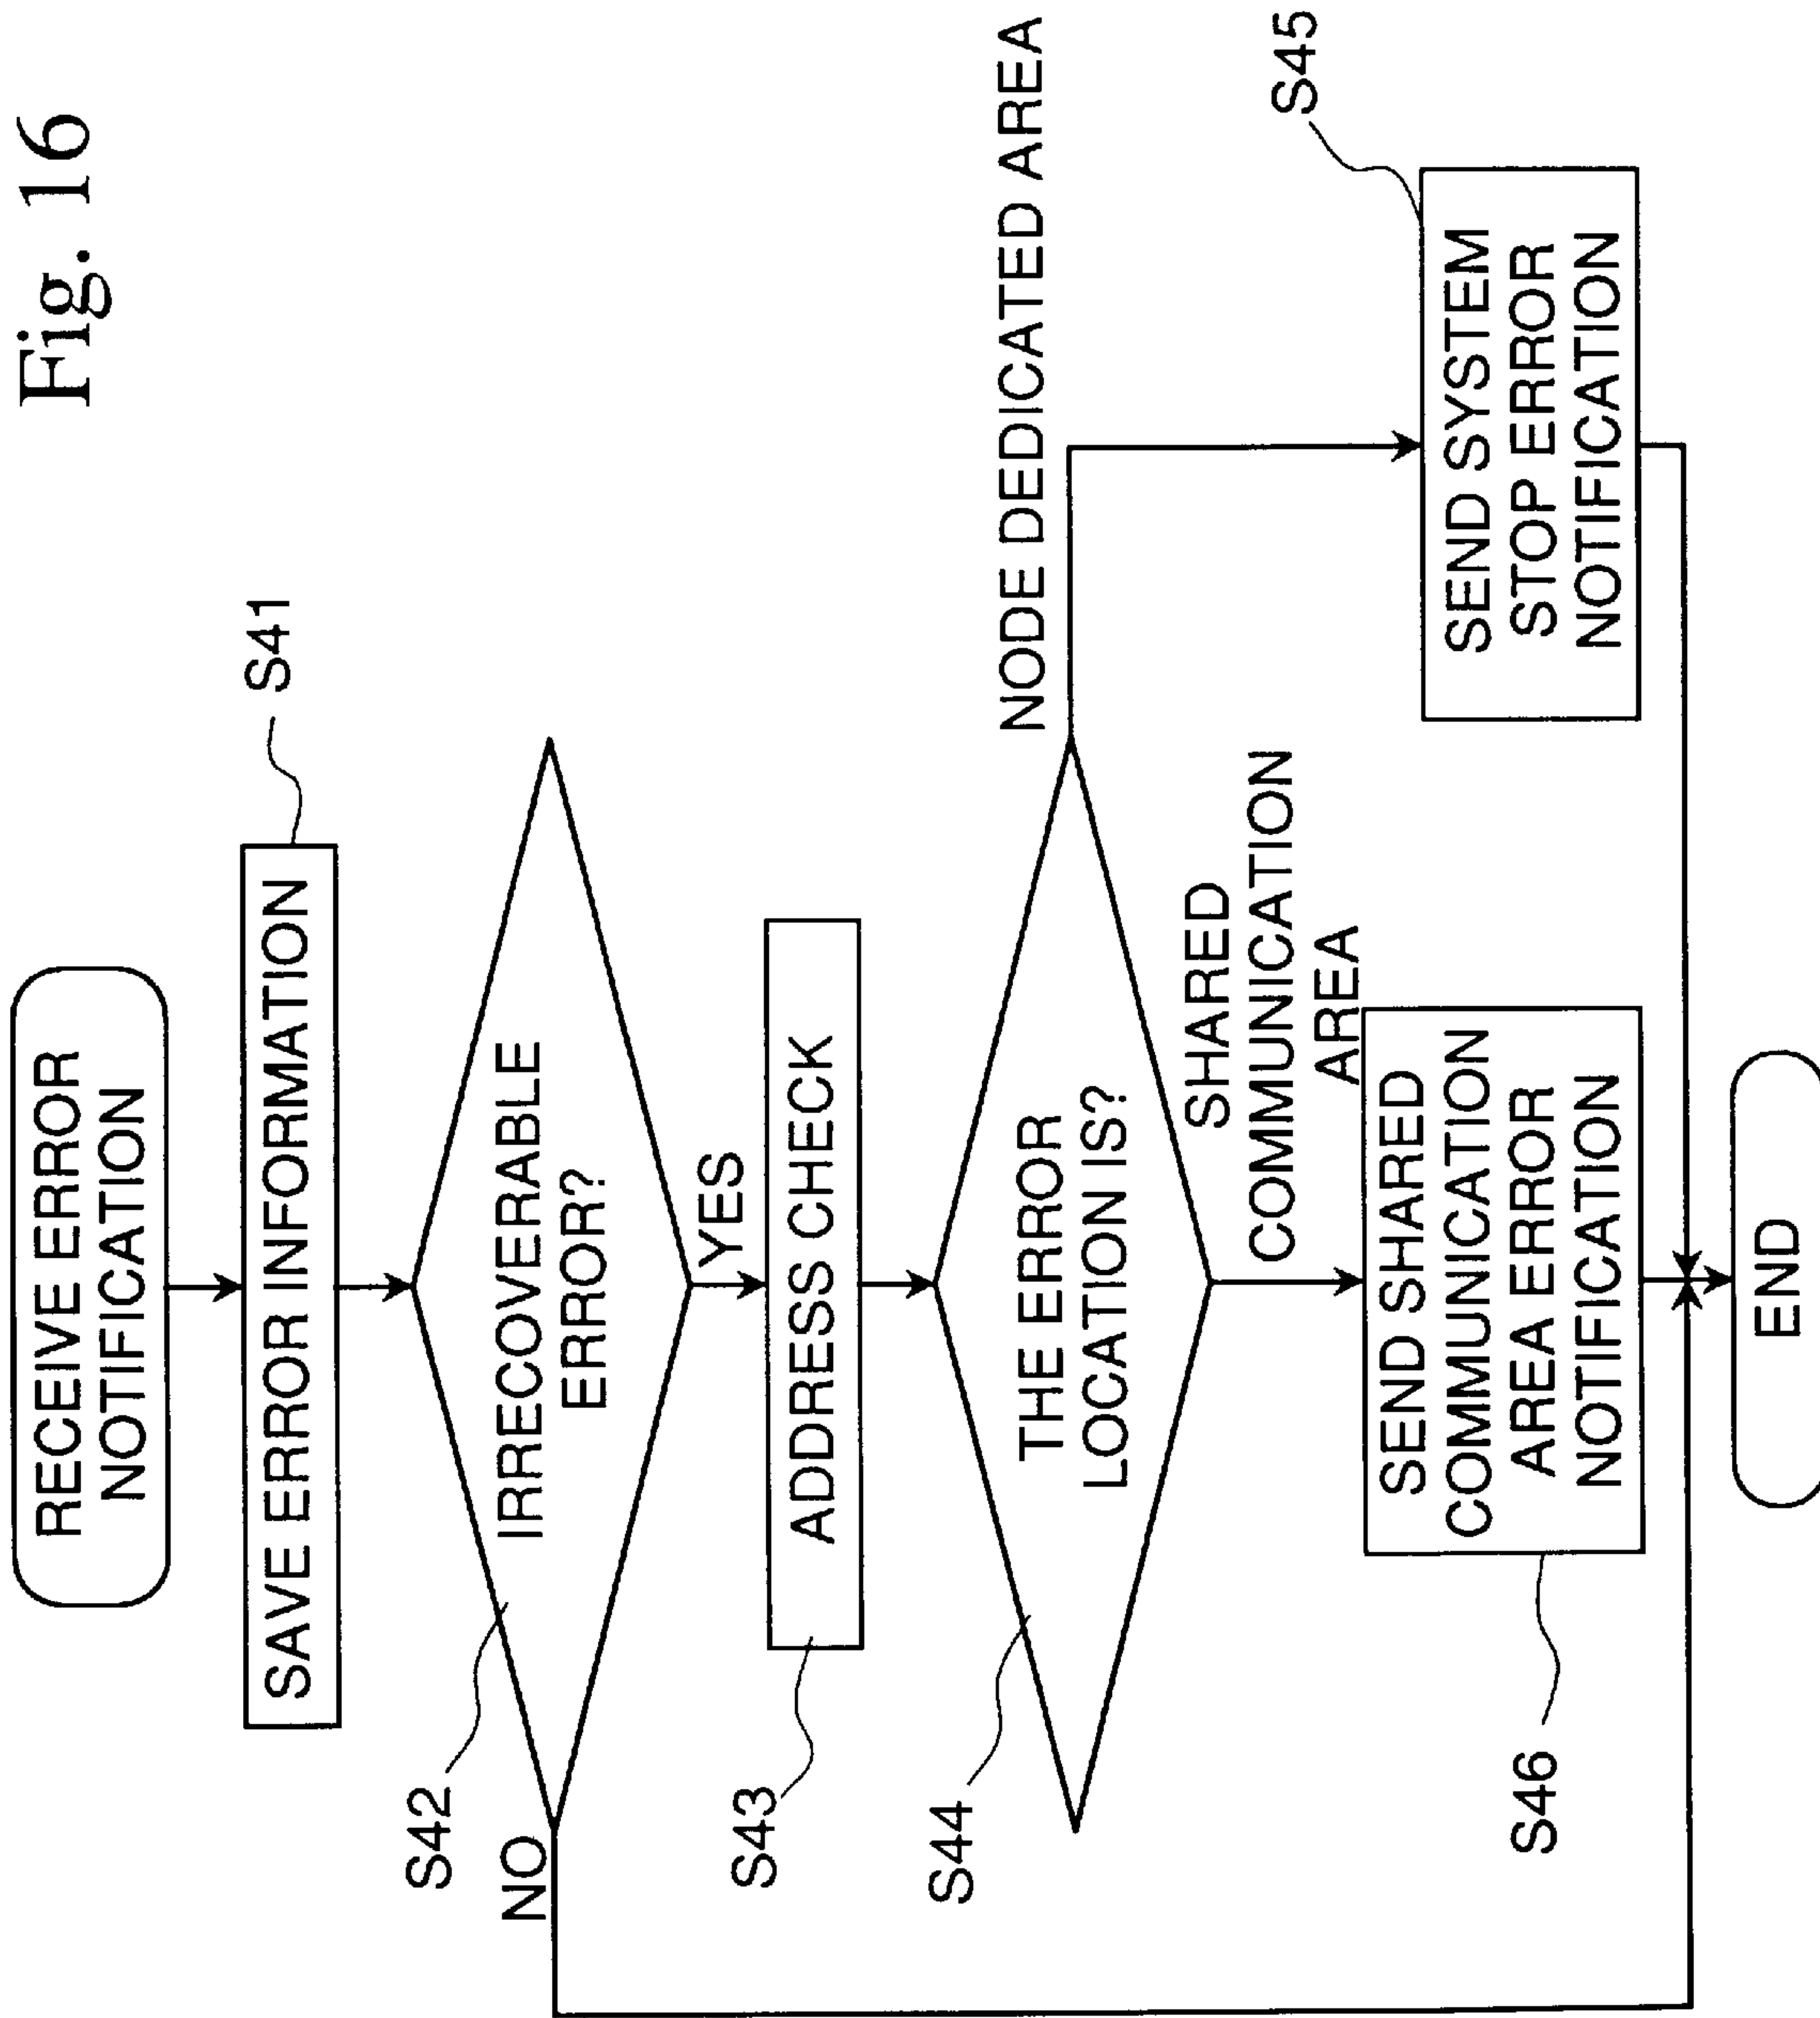 Fig. 16
RECEIVE ERROR
NOTIFICATION
SAVE ERROR INFORMATION
S41
S42
IRRECOVERABLE
ERROR?
NO
YES
S43
ADDRESS CHECK
S44
THE ERROR
LOCATION IS?
NODE DEDICATED AREA
SHARED
COMMUNICATION
AREA
S45
SEND SYSTEM
STOP ERROR
NOTIFICATION
S46
SEND SHARED
COMMUNICATION
AREA ERROR
NOTIFICATION
END